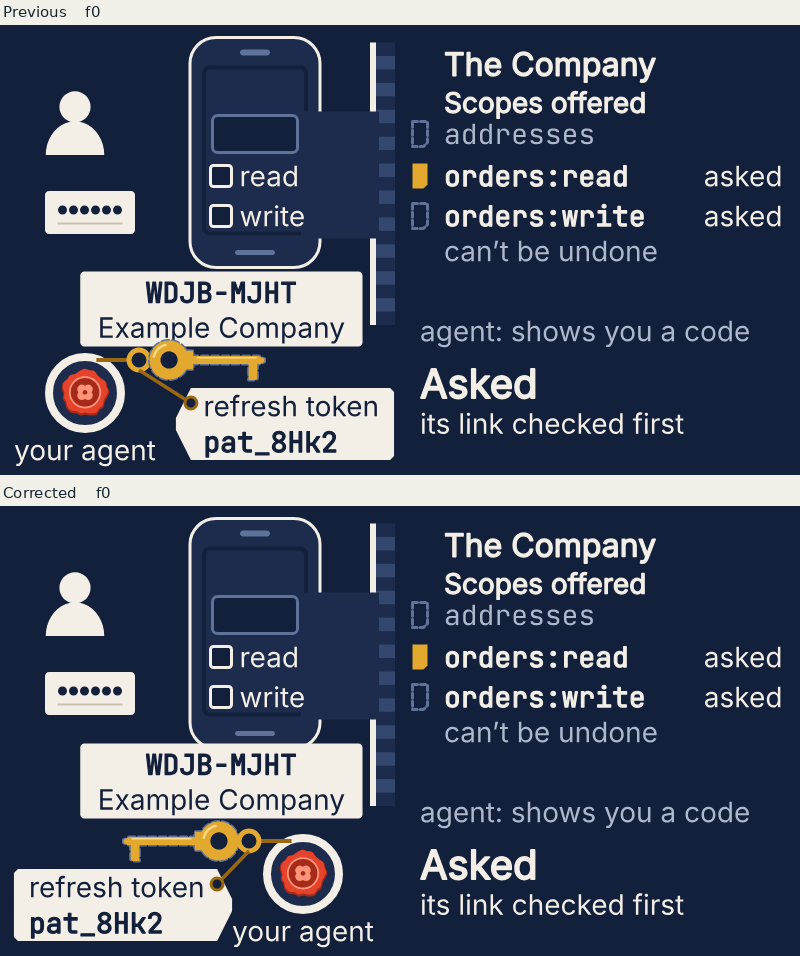 Previous f0
The Company
Scopes offered
addresses
read
orders:read asked
write
orders:write asked
can’t be undone
WDJB-MJHT
Example Company
agent: shows you a code
Asked
refresh token
its link checked first
pat_8Hk2
your agent
Corrected f0
The Company
Scopes offered
addresses
read
orders:read asked
write
orders:write asked
can’t be undone
WDJB-MJHT
Example Company
agent: shows you a code
Asked
refresh token
its link checked first
pat_8Hk2
your agent